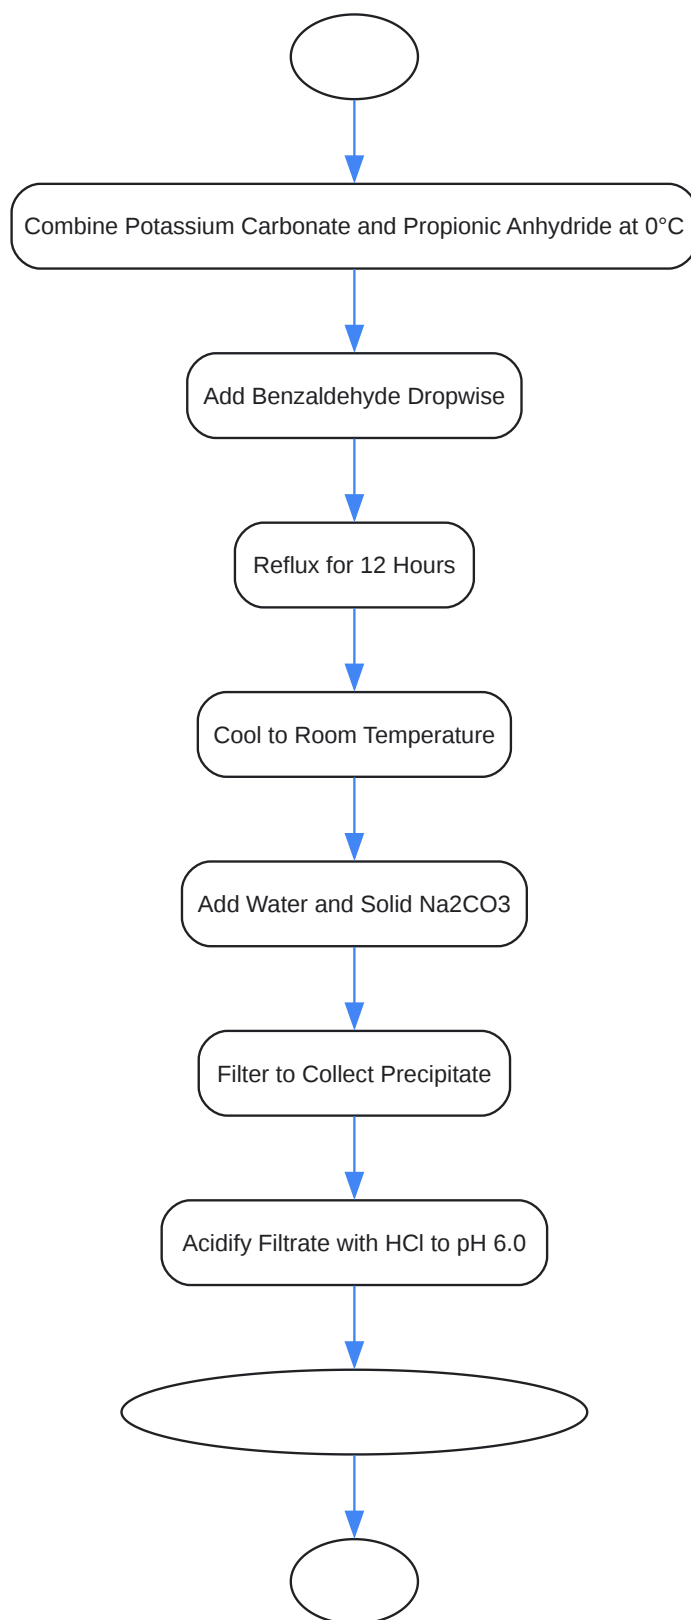 Combine Potassium Carbonate and Propionic Anhydride at 0°C
Add Benzaldehyde Dropwise
Reflux for 12 Hours
Cool to Room Temperature
Add Water and Solid Na2CO3
Filter to Collect Precipitate
Acidify Filtrate with HCl to pH 6.0